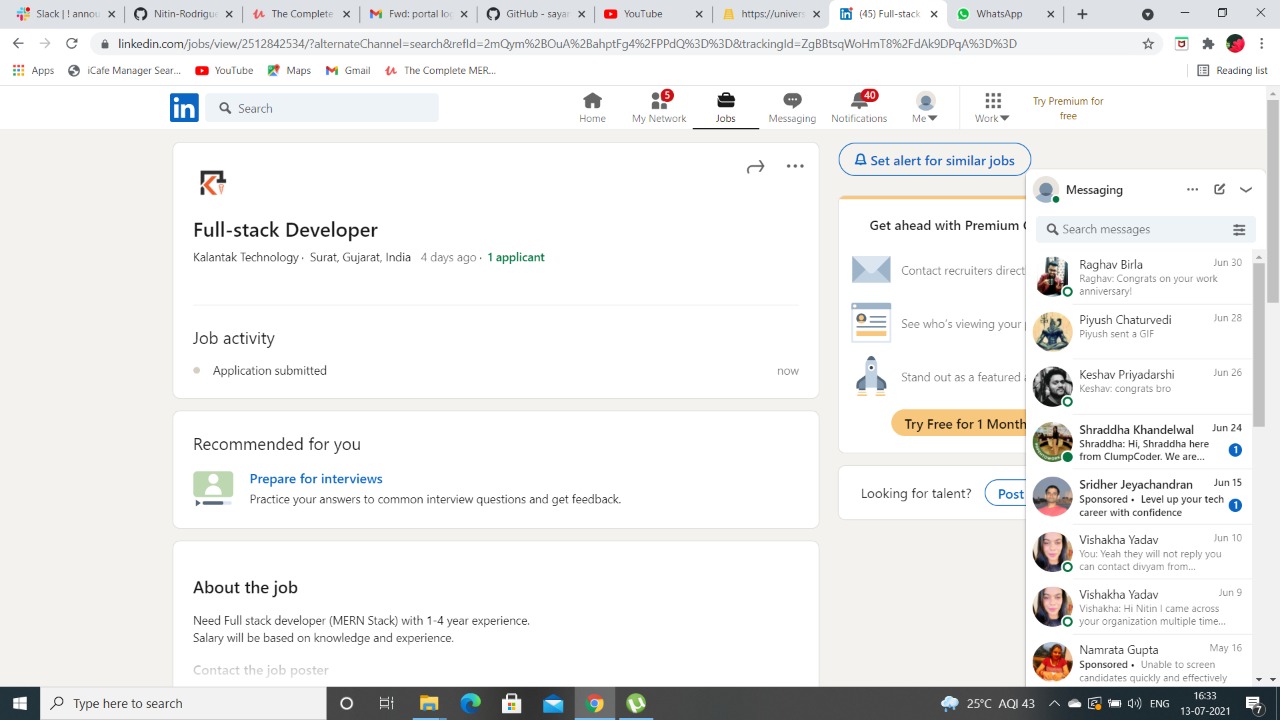 Slack | annou
Nitin Rodrigue
The Complete
Fwd: portal lo
GitHub - sayar
YouTube
https://univers
(45) Full-stack
WhatsApp
linkedin.com/jobs/view/2512842534/?alternateChannel=search&refId=2mQymt%2BOuA%2BahptFg4%2FPPdQ%3D%3D&trackingId=ZgBBtsqWoHmT8%2FdAk9DPqA%3D%3D
Apps
iCafe Manager Sear...
YouTube
Maps
Gmail
The Complete MER...
Reading list
Search
Home
5
My Network
Jobs
Messaging
40
Notifications
Me
Work
Try Premium for
free
Full-stack Developer
Kalantak Technology · Surat, Gujarat, India 4 days ago · 1 applicant
Job activity
Application submitted
now
Recommended for you
Prepare for interviews
Practice your answers to common interview questions and get feedback.
About the job
Need Full stack developer (MERN Stack) with 1-4 year experience.
Salary will be based on knowledge and experience.
Contact the job poster
Set alert for similar jobs
Get ahead with Premium
Contact recruiters direct
See who's viewing your
Stand out as a featured
Try Free for 1 Month
Looking for talent?
Post
Messaging
Search messages
Raghav Birla
Jun 30
Raghav: Congrats on your work
anniversary!
Piyush Chaturvedi
Jun 28
Piyush sent a GIF
Keshav Priyadarshi
Jun 26
Keshav: congrats bro
Shraddha Khandelwal
Jun 24
Shraddha: Hi, Shraddha here
from ClumpCoder. We are...
1
Sridher Jeyachandran
Jun 15
Sponsored • Level up your tech
career with confidence
1
Vishakha Yadav
Jun 10
You: Yeah they will not reply you
can contact divyam from...
Vishakha Yadav
Jun 9
Vishakha: Hi Nitin I came across
your organization multiple time...
Namrata Gupta
May 16
Sponsored • Unable to screen
candidates quickly and effectively
Type here to search
25°C AQI 43
ENG
16:33
13-07-2021
7